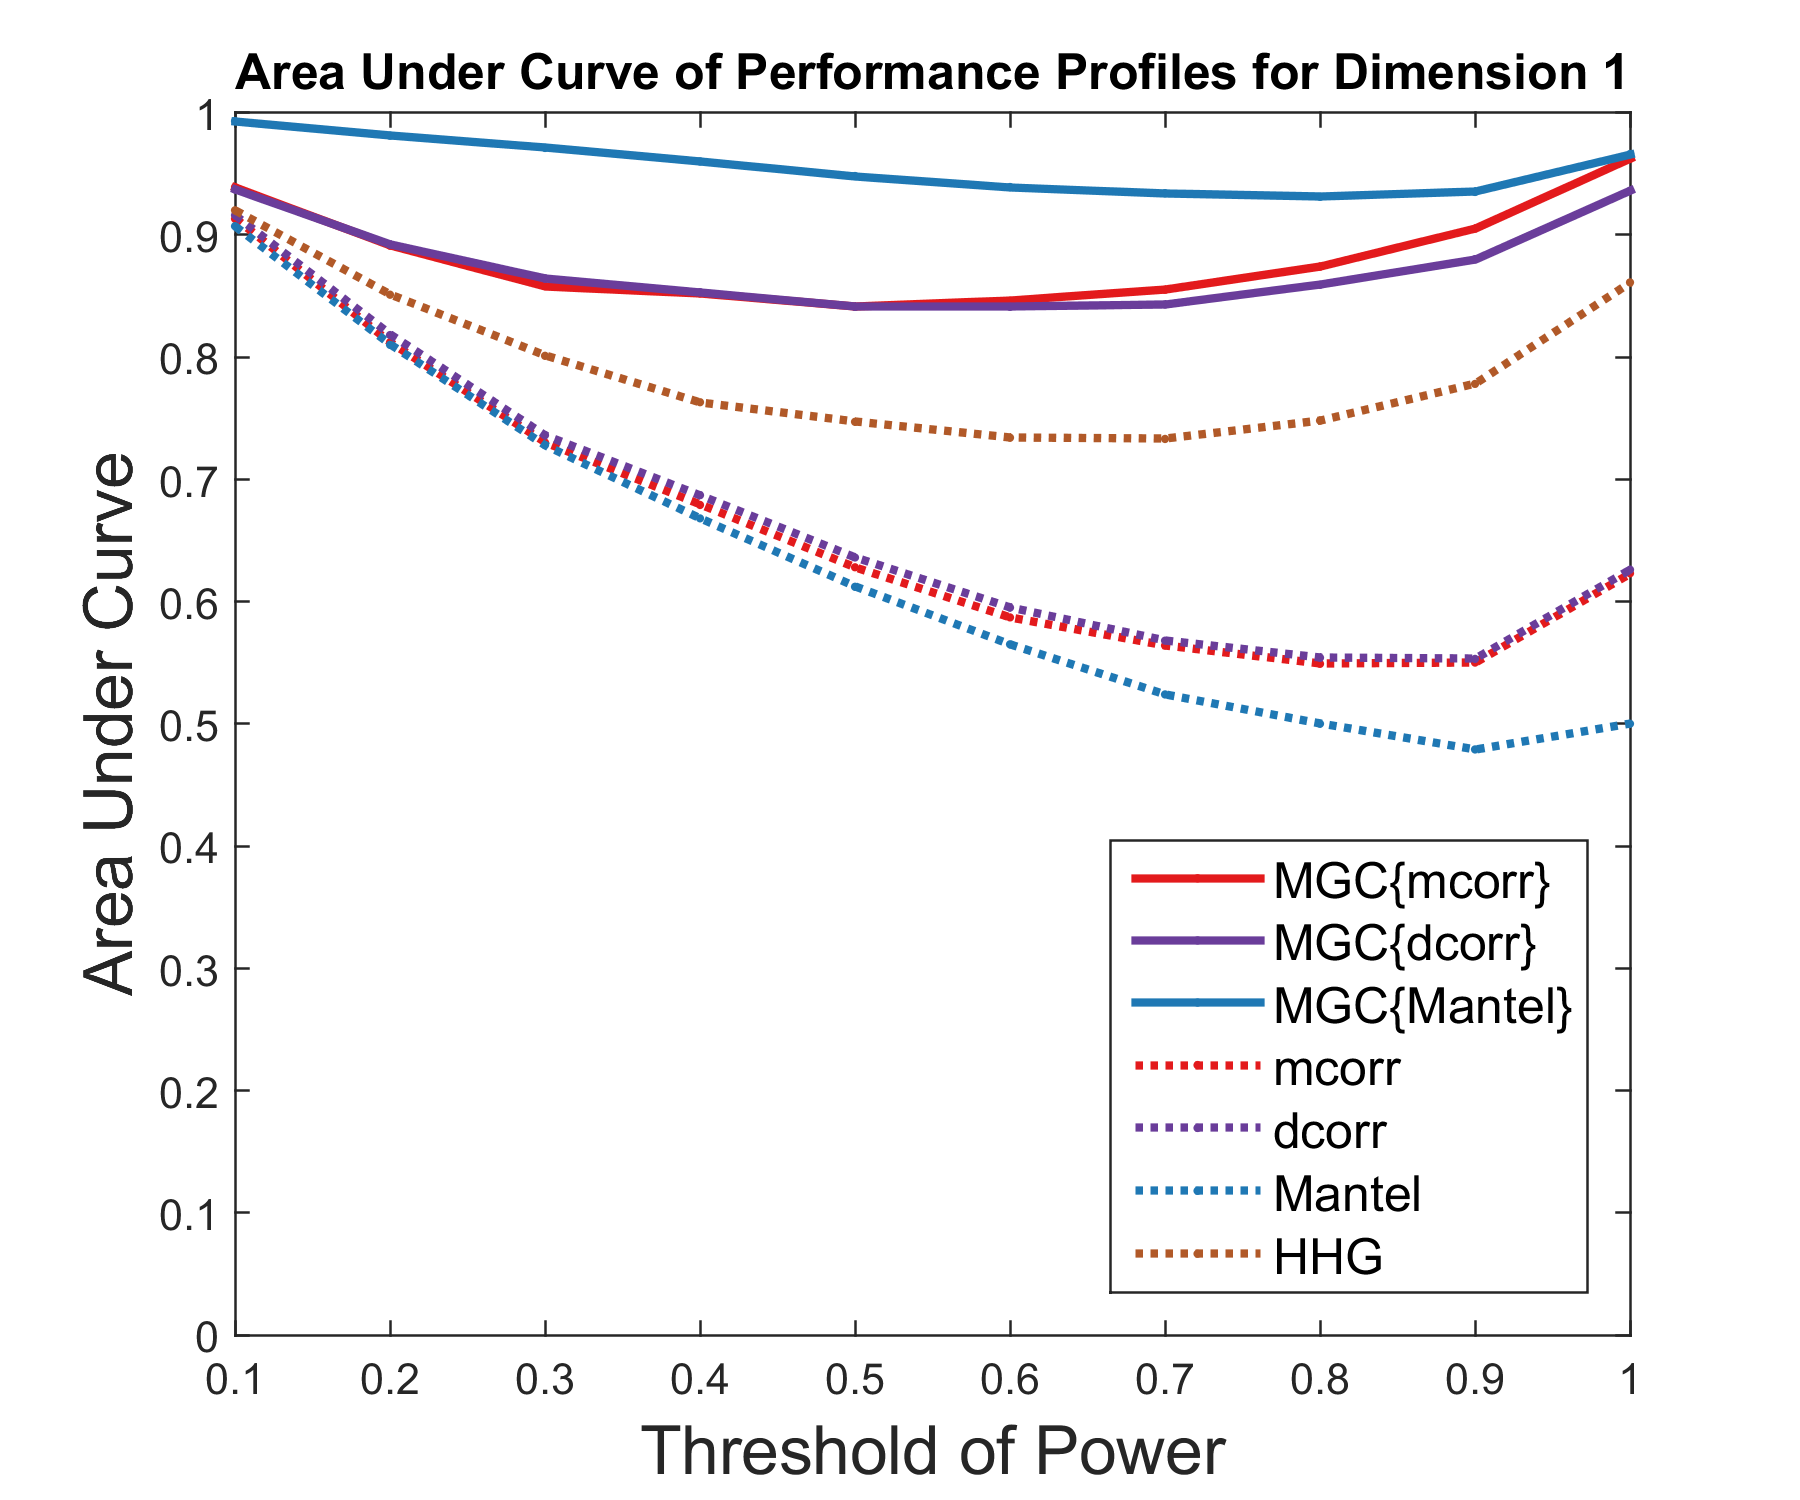 Area Under Curve of Performance Profiles for Dimension 1
1
0.9
0.8
0.7
0.6
0.5
0.4
0.3
0.2
0.1
0
Area Under Curve
MGC{mcorr}
MGC{dcorr}
MGC{Mantel}
mcorr
dcorr
Mantel
HHG
0.1 0.2 0.3 0.4 0.5 0.6 0.7 0.8 0.9 1
Threshold of Power